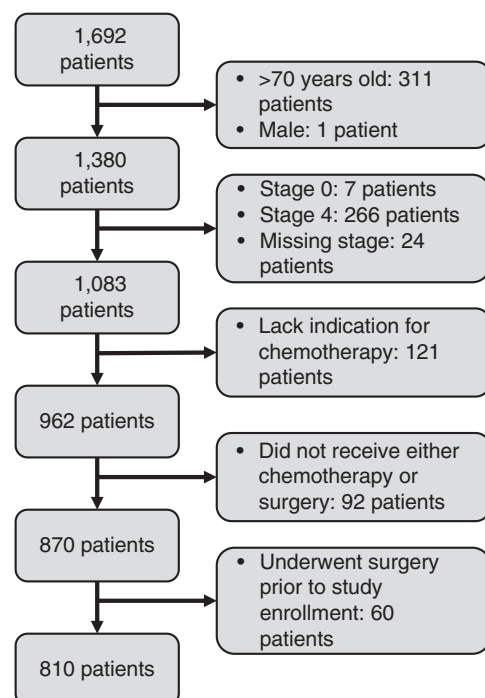 1,692
patients
• >70 years old: 311
patients
• Male: 1 patient
1,380
patients
• Stage 0: 7 patients
• Stage 4: 266 patients
• Missing stage: 24
patients
1,083
patients
• Lack indication for
chemotherapy: 121
patients
962 patients
• Did not receive either
chemotherapy or
surgery: 92 patients
870 patients
• Underwent surgery
prior to study
enrollment: 60
patients
810 patients